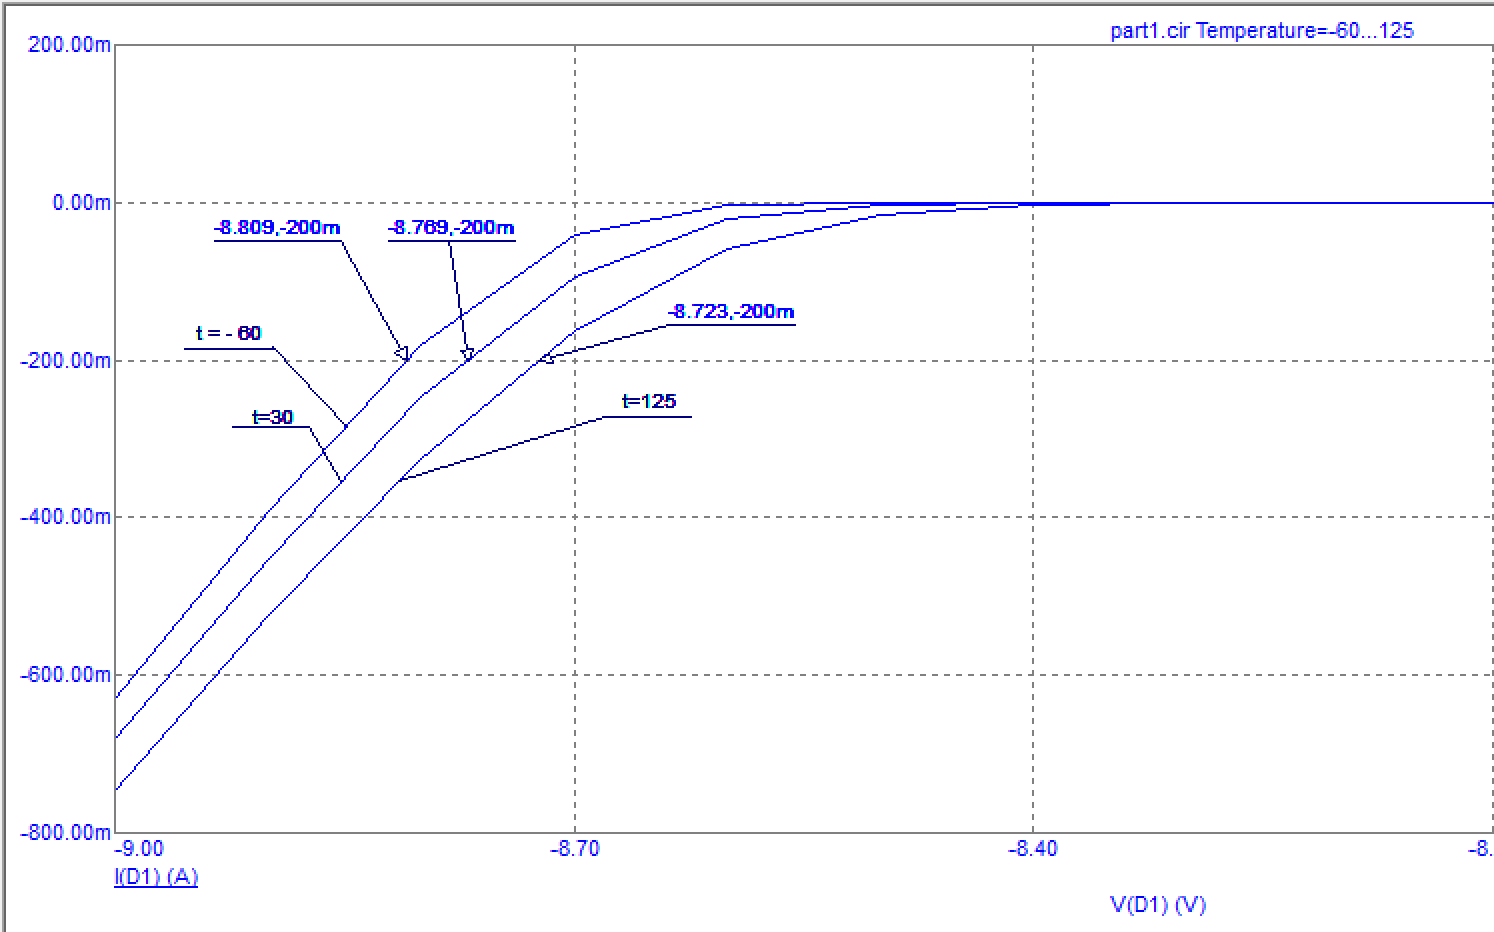 part1.cir Temperature=-60...125
200.00m
0.00m
-8.809,-200m
-8.769,-200m
-8.723,-200m
t = - 60
-200.00m
t=30
t=125
-400.00m
-600.00m
-800.00m
-9.00
-8.70
-8.40
-8.
I(D1) (A)
V(D1) (V)